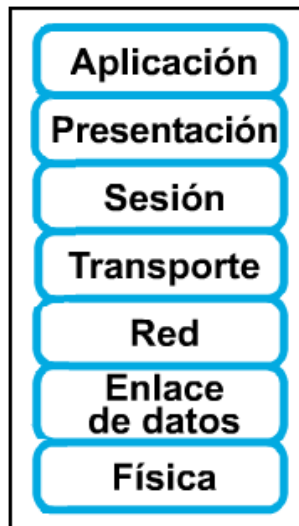 Aplicación
Presentación
Sesión
Transporte
Red
Enlace
de datos
Física